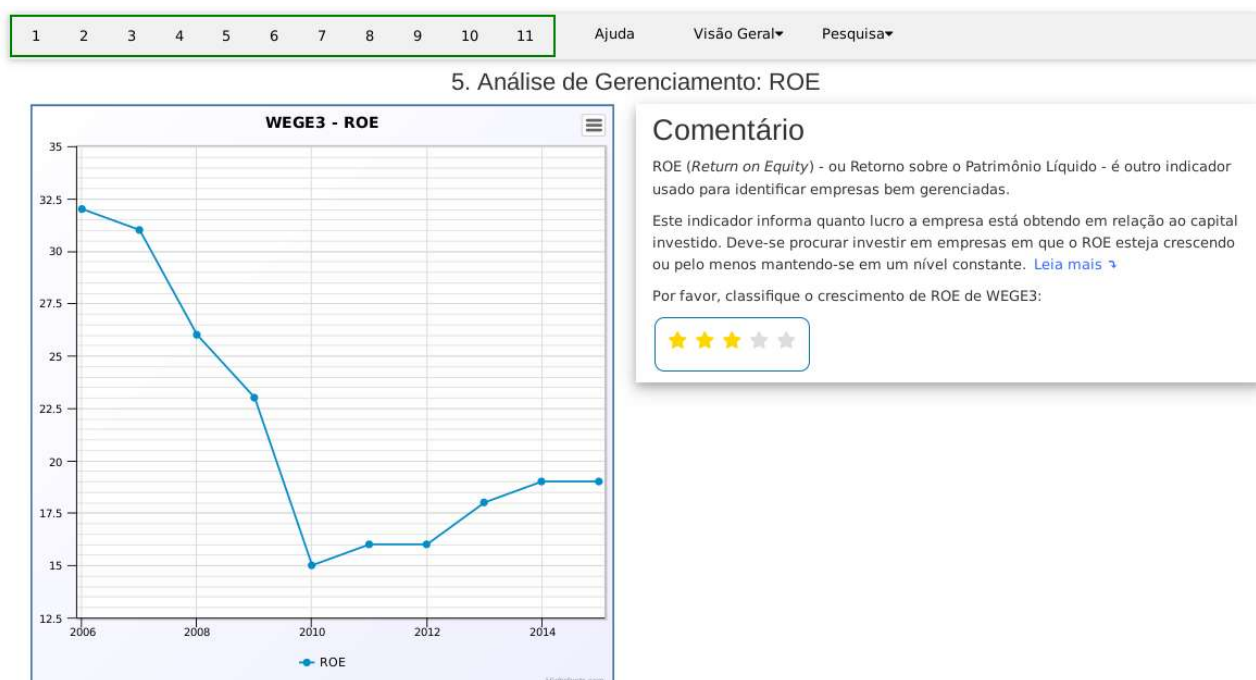 1 2 3 4 5 6 7 8 9 10 11 Ajuda Visão Geral▾ Pesquisa▾
5. Análise de Gerenciamento: ROE
WEGE3 - ROE
35
32.5
30
27.5
25
22.5
20
17.5
15
12.5
2006 2008 2010 2012 2014
ROE
Comentário
ROE (Return on Equity) - ou Retorno sobre o Patrimônio Líquido - é outro indicador
usado para identificar empresas bem gerenciadas.
Este indicador informa quanto lucro a empresa está obtendo em relação ao capital
investido. Deve-se procurar investir em empresas em que o ROE esteja crescendo
ou pelo menos mantendo-se em um nível constante. Leia mais
Por favor, classifique o crescimento de ROE de WEGE3: